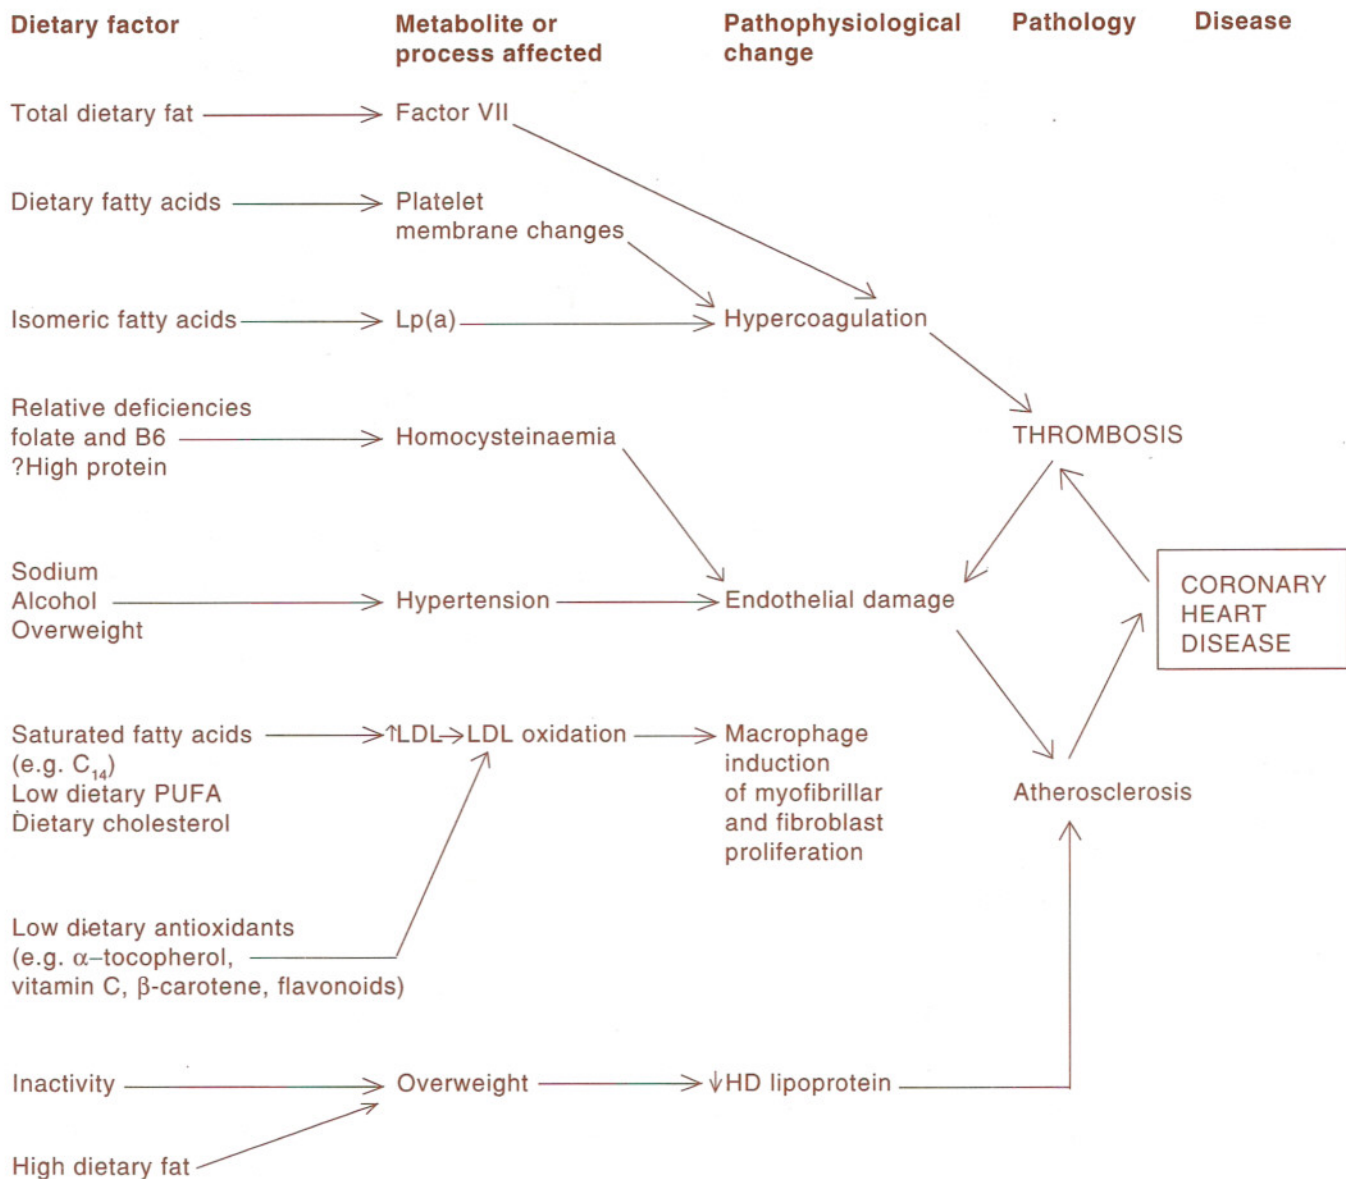 Dietary factor
Metabolite or
process affected
Pathophysiological
change
Pathology
Disease
Total dietary fat
Factor VII
Dietary fatty acids
Platelet
membrane changes
Isomeric fatty acids
Lp(a)
Hypercoagulation
Relative deficiencies
folate and B6
?High protein
Homocysteinaemia
THROMBOSIS
Sodium
Alcohol
Overweight
Hypertension
Endothelial damage
CORONARY
HEART
DISEASE
Saturated fatty acids
(e.g. C₁₄)
Low dietary PUFA
Dietary cholesterol
↑LDL→LDL oxidation
Macrophage
induction
of myofibrillar
and fibroblast
proliferation
Atherosclerosis
Low dietary antioxidants
(e.g. α–tocopherol,
vitamin C, β-carotene, flavonoids)
Inactivity
Overweight
↓HD lipoprotein
High dietary fat